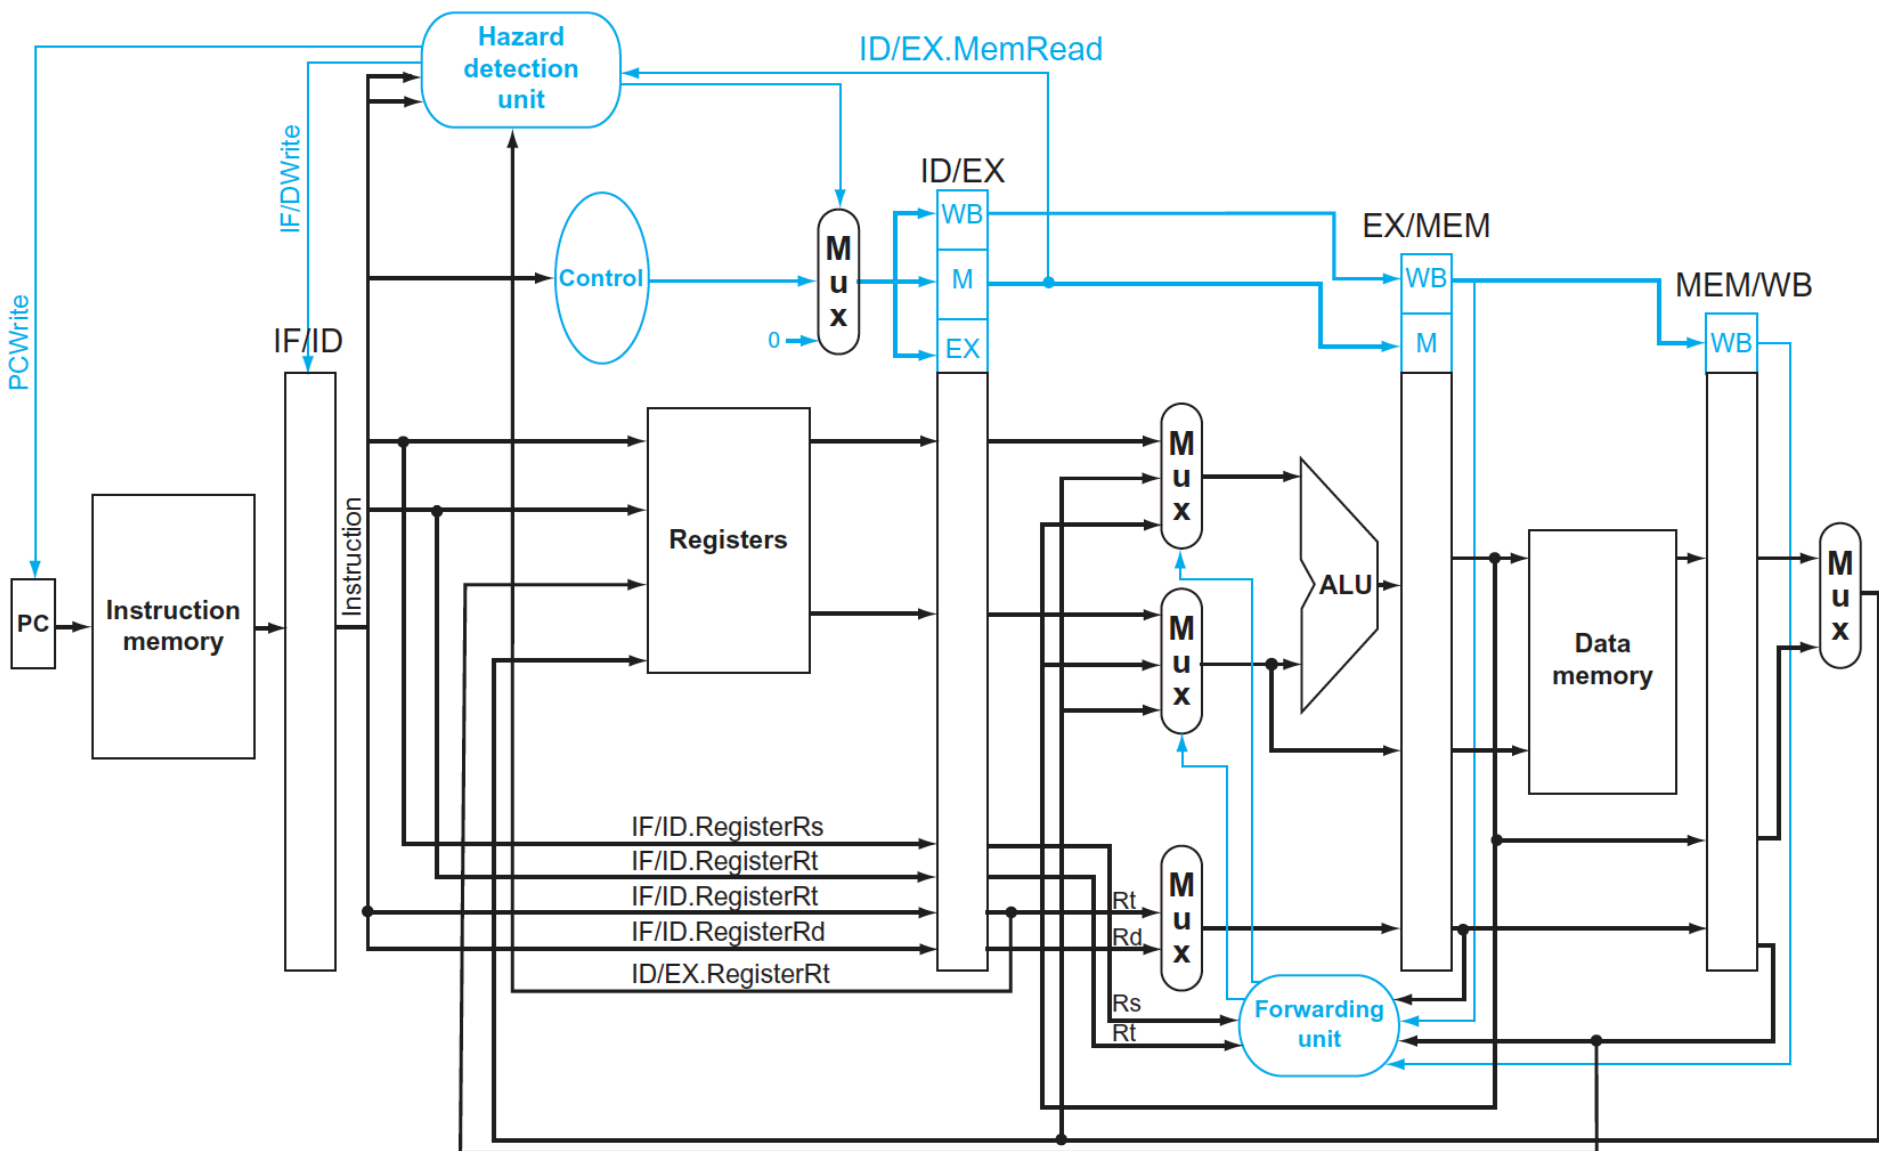 Hazard
detection
unit
ID/EX.MemRead
IF/DWrite
PCWrite
ID/EX
WB
M
EX
Control
0
M
u
x
EX/MEM
WB
M
MEM/WB
WB
IF/ID
Instruction
PC
Instruction
memory
Registers
M
u
x
M
u
x
ALU
Data
memory
M
u
x
IF/ID.RegisterRs
IF/ID.RegisterRt
IF/ID.RegisterRt
IF/ID.RegisterRd
ID/EX.RegisterRt
Rt
Rd
M
u
x
Rs
Rt
Forwarding
unit